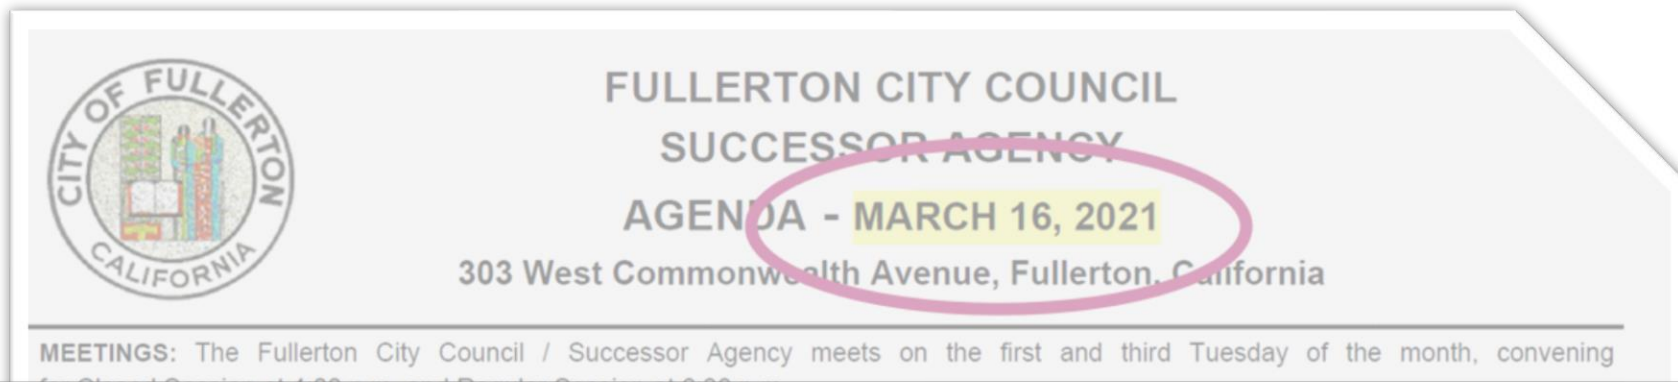 CITY OF FULLERTON
CALIFORNIA
FULLERTON CITY COUNCIL
SUCCESSOR AGENCY
AGENDA - MARCH 16, 2021
303 West Commonwealth Avenue, Fullerton, California
MEETINGS: The Fullerton City Council / Successor Agency meets on the first and third Tuesday of the month, convening